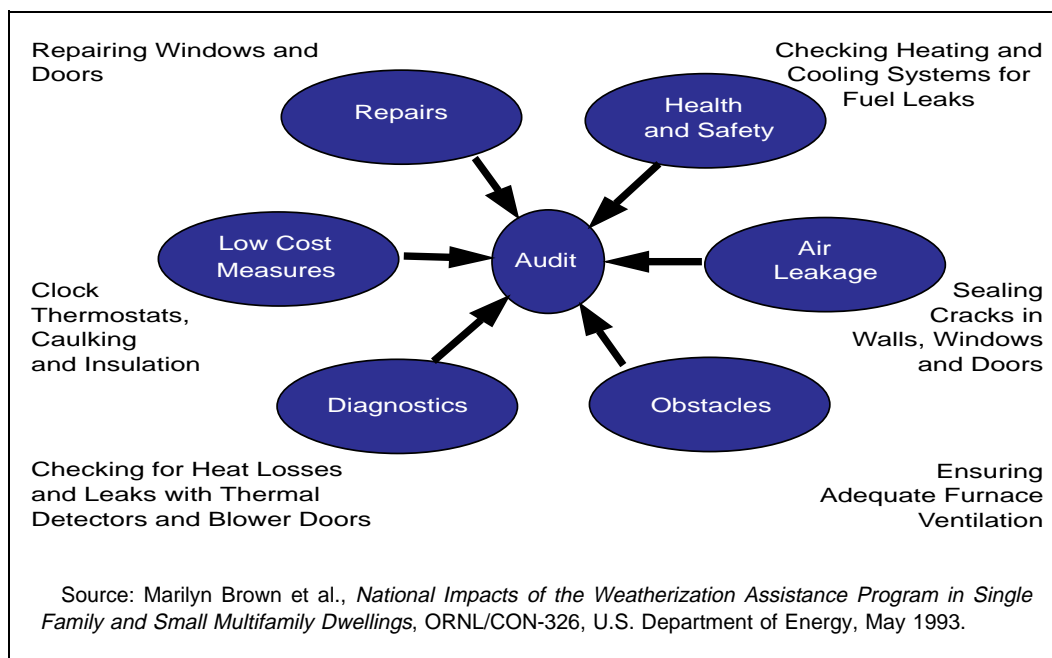 Repairing Windows and
Doors
Repairs
Checking Heating and
Cooling Systems for
Fuel Leaks
Health
and Safety
Low Cost
Measures
Clock
Thermostats,
Caulking
and Insulation
Audit
Air
Leakage
Sealing
Cracks in
Walls, Windows
and Doors
Diagnostics
Checking for Heat Losses
and Leaks with Thermal
Detectors and Blower Doors
Obstacles
Ensuring
Adequate Furnace
Ventilation
Source: Marilyn Brown et al., National Impacts of the Weatherization Assistance Program in Single
Family and Small Multifamily Dwellings, ORNL/CON-326, U.S. Department of Energy, May 1993.